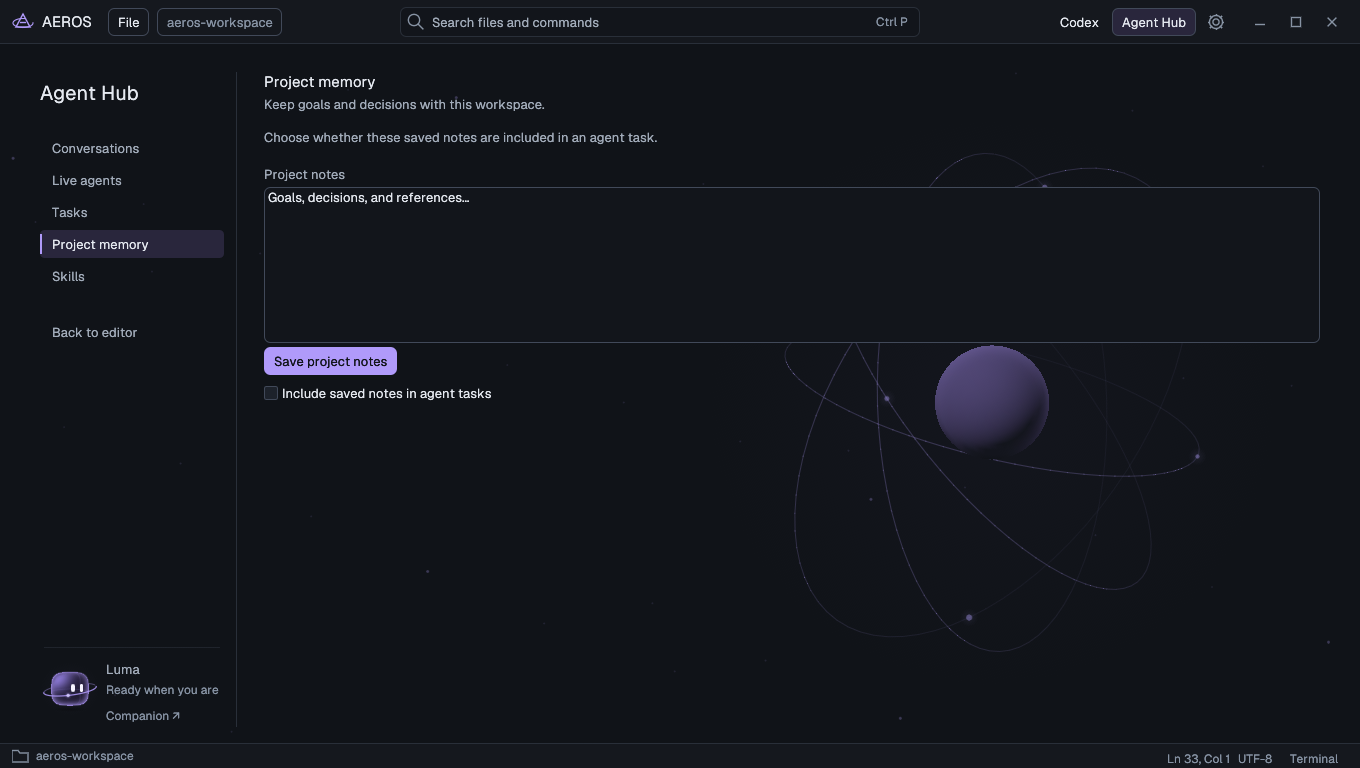 AEROS File aeros-workspace Search files and commands Ctrl P Codex Agent Hub
Agent Hub
Conversations
Live agents
Tasks
Project memory
Skills
Back to editor
Project memory
Keep goals and decisions with this workspace.
Choose whether these saved notes are included in an agent task.
Project notes
Goals, decisions, and references...
Save project notes
Include saved notes in agent tasks
Luma
Ready when you are
Companion ↗
aeros-workspace Ln 33, Col 1 UTF-8 Terminal